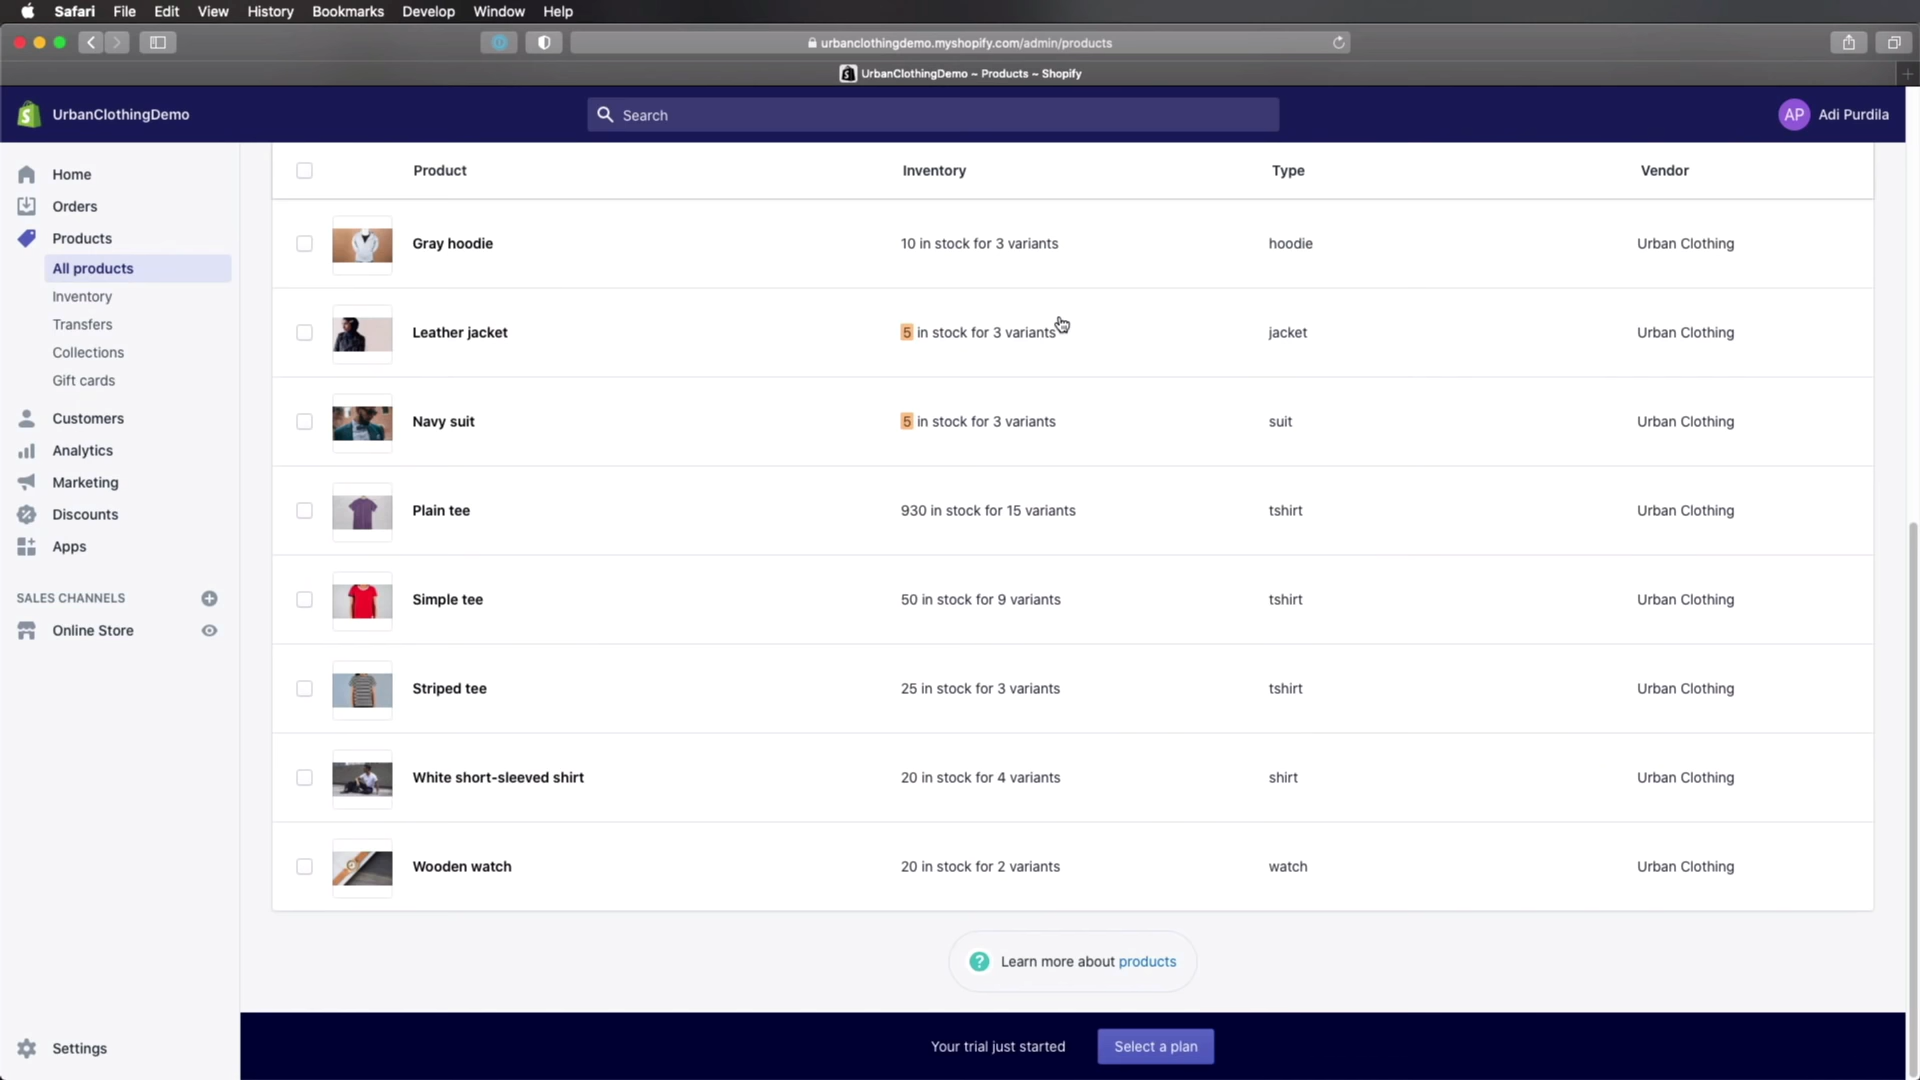 Safari File Edit View History Bookmarks Develop Window Help
urbanclothingdemo.myshopify.com/admin/products
UrbanClothingDemo ~ Products ~ Shopify
UrbanClothingDemo
Search
AP Adi Purdila
Home
Orders
Products
All products
Inventory
Transfers
Collections
Gift cards
Customers
Analytics
Marketing
Discounts
Apps
SALES CHANNELS
Online Store
Settings
Product Inventory Type Vendor
Gray hoodie 10 in stock for 3 variants hoodie Urban Clothing
Leather jacket 5 in stock for 3 variants jacket Urban Clothing
Navy suit 5 in stock for 3 variants suit Urban Clothing
Plain tee 930 in stock for 15 variants tshirt Urban Clothing
Simple tee 50 in stock for 9 variants tshirt Urban Clothing
Striped tee 25 in stock for 3 variants tshirt Urban Clothing
White short-sleeved shirt 20 in stock for 4 variants shirt Urban Clothing
Wooden watch 20 in stock for 2 variants watch Urban Clothing
? Learn more about products
Your trial just started Select a plan